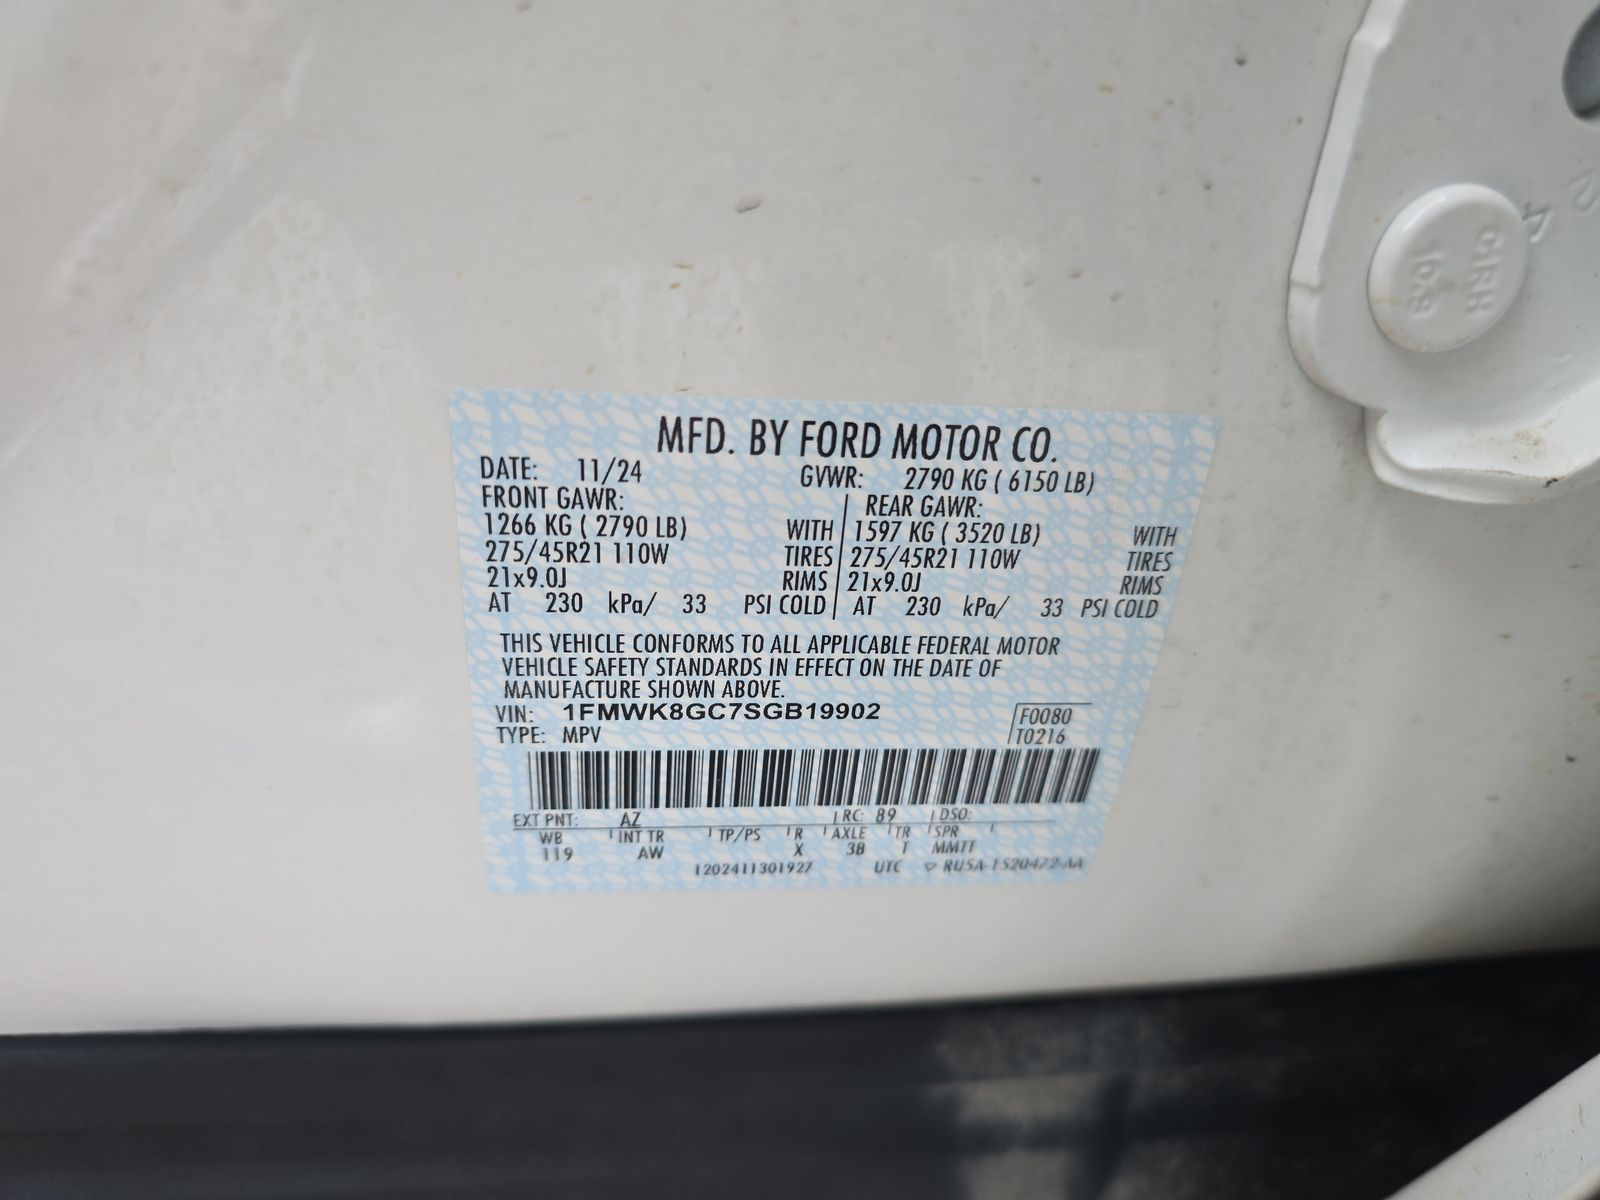 MFD. BY FORD MOTOR CO.
DATE: 11/24 GVWR: 2790 KG ( 6150 LB)
FRONT GAWR: REAR GAWR:
1266 KG ( 2790 LB) WITH 1597 KG ( 3520 LB) WITH
275/45R21 110W TIRES 275/45R21 110W TIRES
21x9.0J RIMS 21x9.0J RIMS
AT 230 kPa/ 33 PSI COLD AT 230 kPa/ 33 PSI COLD
THIS VEHICLE CONFORMS TO ALL APPLICABLE FEDERAL MOTOR
VEHICLE SAFETY STANDARDS IN EFFECT ON THE DATE OF
MANUFACTURE SHOWN ABOVE.
VIN: 1FMWK8GC7SGB19902 F0080
TYPE: MPV T0216
EXT PNT: AZ RC: 89 DSO:
WB INT TR TP/PS R AXLE TR SPR
119 AW X 3B T MMTT
1202411301927 UTC ▽ RU5A-1520472-AA